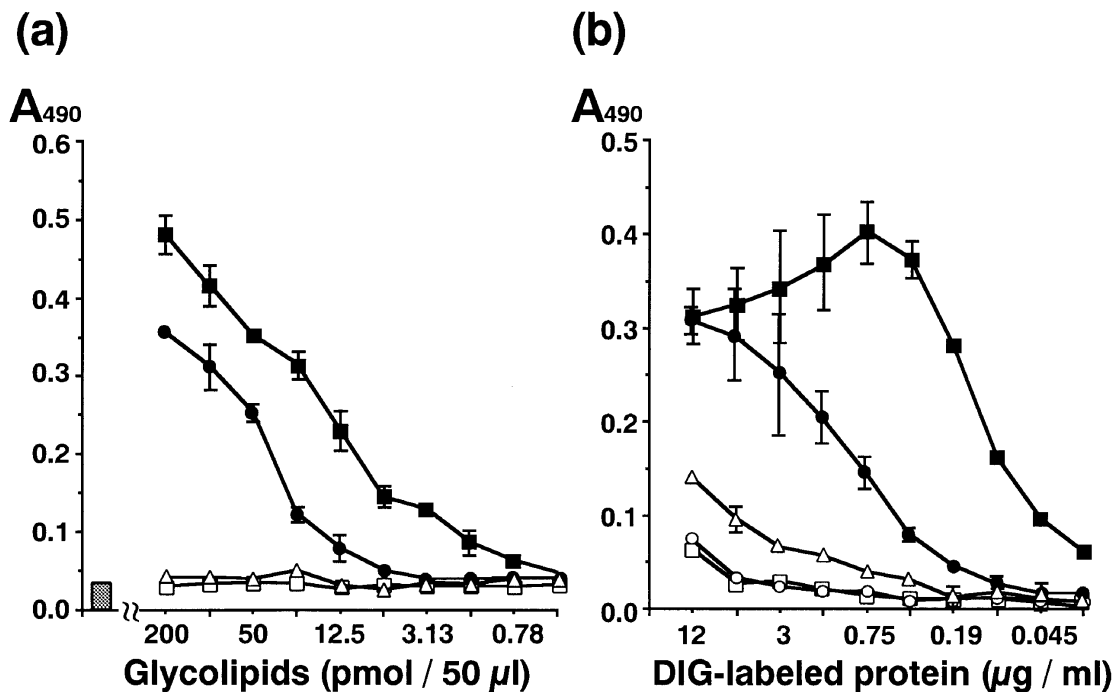 (a)
(b)
A490
A490
0.6
0.5
0.4
0.3
0.2
0.1
0.0
0.5
0.4
0.3
0.2
0.1
0.0
200 50 12.5 3.13 0.78
12 3 0.75 0.19 0.045
Glycolipids (pmol / 50 µl)
DIG-labeled protein (µg / ml)